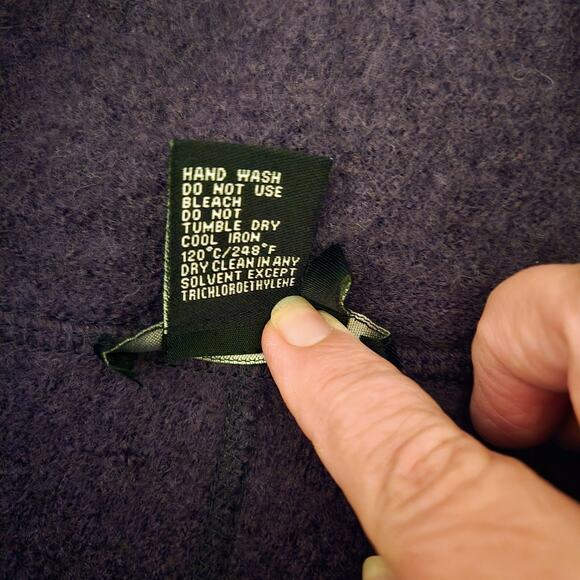 HAND WASH
DO NOT USE
BLEACH
DO NOT
TUMBLE DRY
COOL IRON
120°C/248°F
DRY CLEAN IN ANY
SOLVENT EXCEPT
TRICHLOROETHYLENE